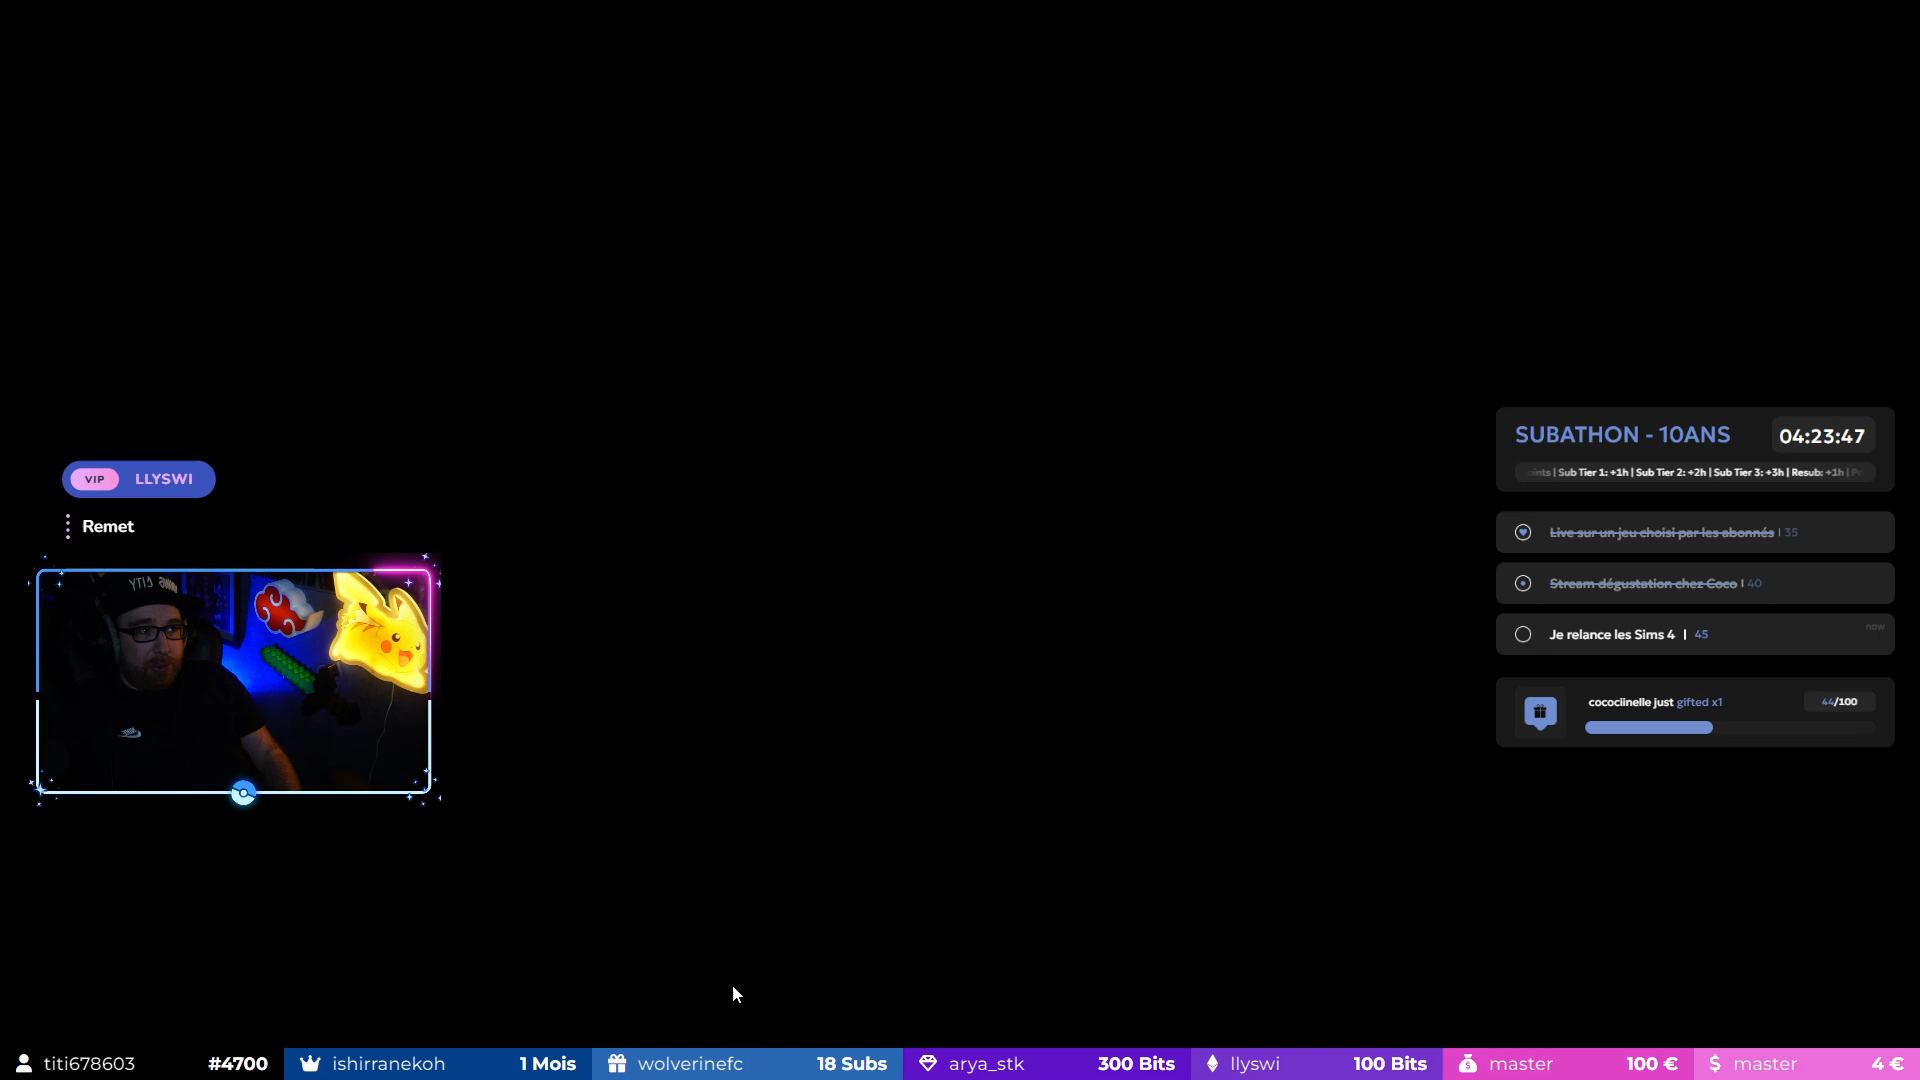 SUBATHON - 10ANS
04:23:47
| Sub Tier 1: +1h | Sub Tier 2: +2h | Sub Tier 3: +3h | Resub: +1h |
VIP LLYSWI
Remet
Live sur un jeu choisi par les abonnés | 35
Stream dégustation chez Coco | 40
now
Je relance les Sims 4 | 45
cocociinelle just gifted x1
44/100
titi678603 #4700 ishirranekoh 1 Mois wolverinefc 18 Subs arya_stk 300 Bits llyswi 100 Bits master 100 € master 4 €